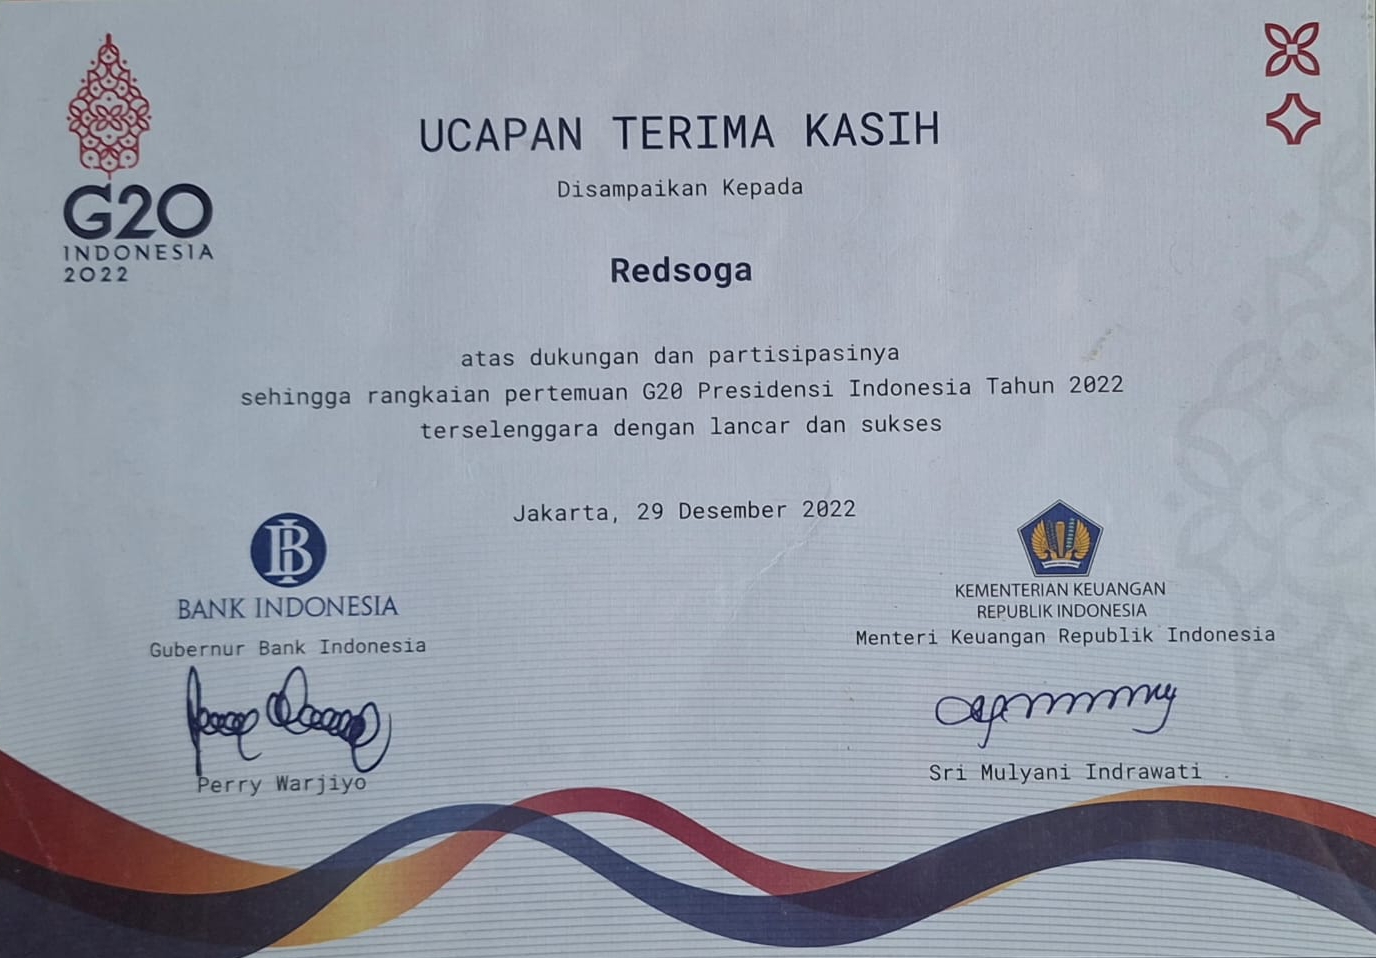 G20
INDONESIA
2022
UCAPAN TERIMA KASIH
Disampaikan Kepada
Redsoga
atas dukungan dan partisipasinya
sehingga rangkaian pertemuan G20 Presidensi Indonesia Tahun 2022
terselenggara dengan lancar dan sukses
Jakarta, 29 Desember 2022
BI
BANK INDONESIA
Gubernur Bank Indonesia
Perry Warjiyo
KEMENTERIAN KEUANGAN
REPUBLIK INDONESIA
Menteri Keuangan Republik Indonesia
Sri Mulyani Indrawati